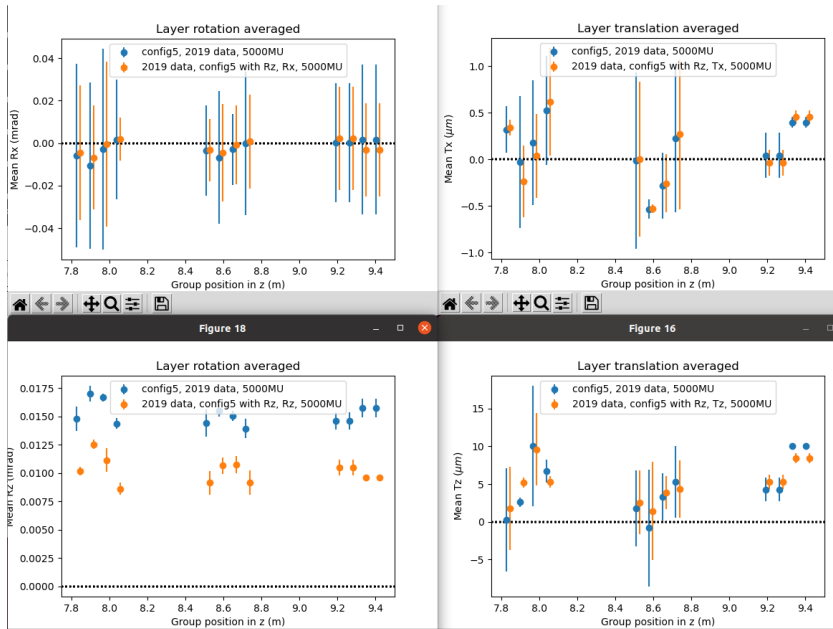 Layer rotation averaged
config5, 2019 data, 5000MU
2019 data, config5 with Rz, Rx, 5000MU
Mean Rx (mrad)
0.04
0.02
0.00
−0.02
−0.04
7.8 8.0 8.2 8.4 8.6 8.8 9.0 9.2 9.4
Group position in z (m)
Layer translation averaged
config5, 2019 data, 5000MU
2019 data, config5 with Rz, Tx, 5000MU
Mean Tx (μm)
1.0
0.5
0.0
−0.5
−1.0
7.8 8.0 8.2 8.4 8.6 8.8 9.0 9.2 9.4
Group position in z (m)
Figure 18
Layer rotation averaged
config5, 2019 data, 5000MU
2019 data, config5 with Rz, Rz, 5000MU
Mean Rz (mrad)
0.0175
0.0150
0.0125
0.0100
0.0075
0.0050
0.0025
0.0000
7.8 8.0 8.2 8.4 8.6 8.8 9.0 9.2 9.4
Group position in z (m)
Figure 16
Layer translation averaged
config5, 2019 data, 5000MU
2019 data, config5 with Rz, Tz, 5000MU
Mean Tz (μm)
15
10
5
0
−5
7.8 8.0 8.2 8.4 8.6 8.8 9.0 9.2 9.4
Group position in z (m)